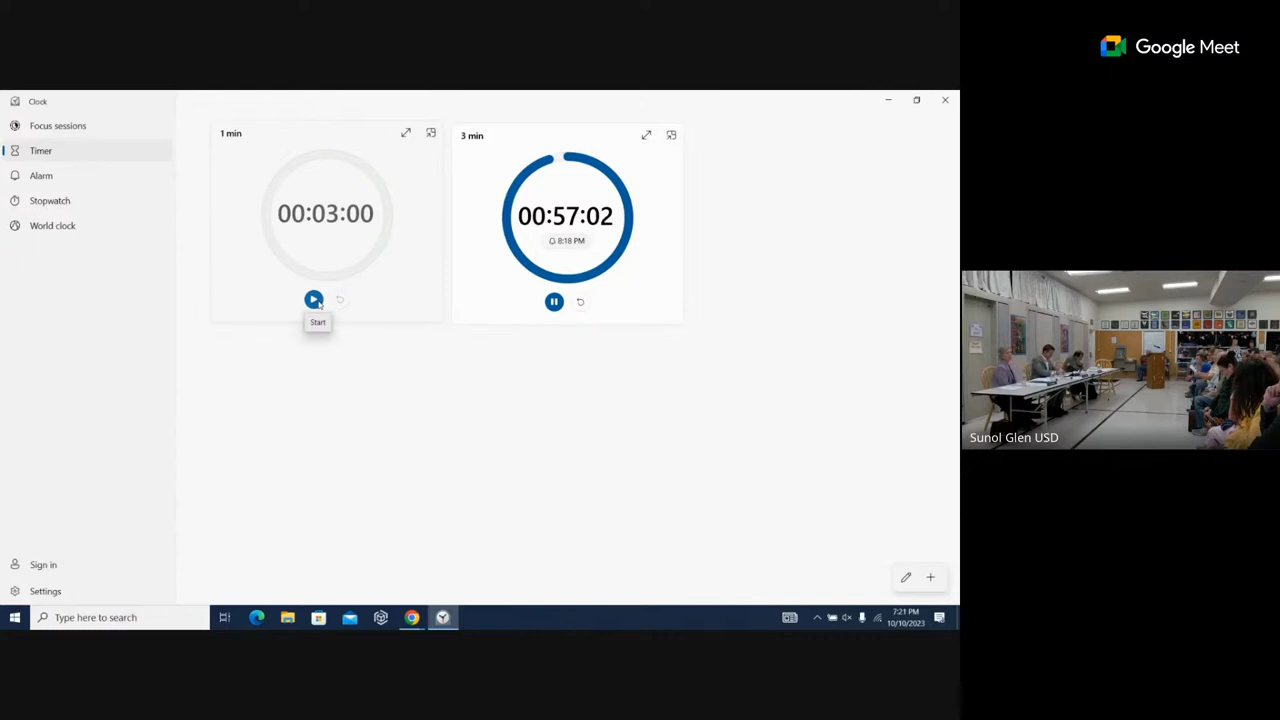 Google Meet
Clock
Focus sessions
Timer
Alarm
Stopwatch
World clock
1 min
00:03:00
Start
3 min
00:57:02
8:18 PM
Sunol Glen USD
Sign in
Settings
Type here to search
7:21 PM
10/10/2023